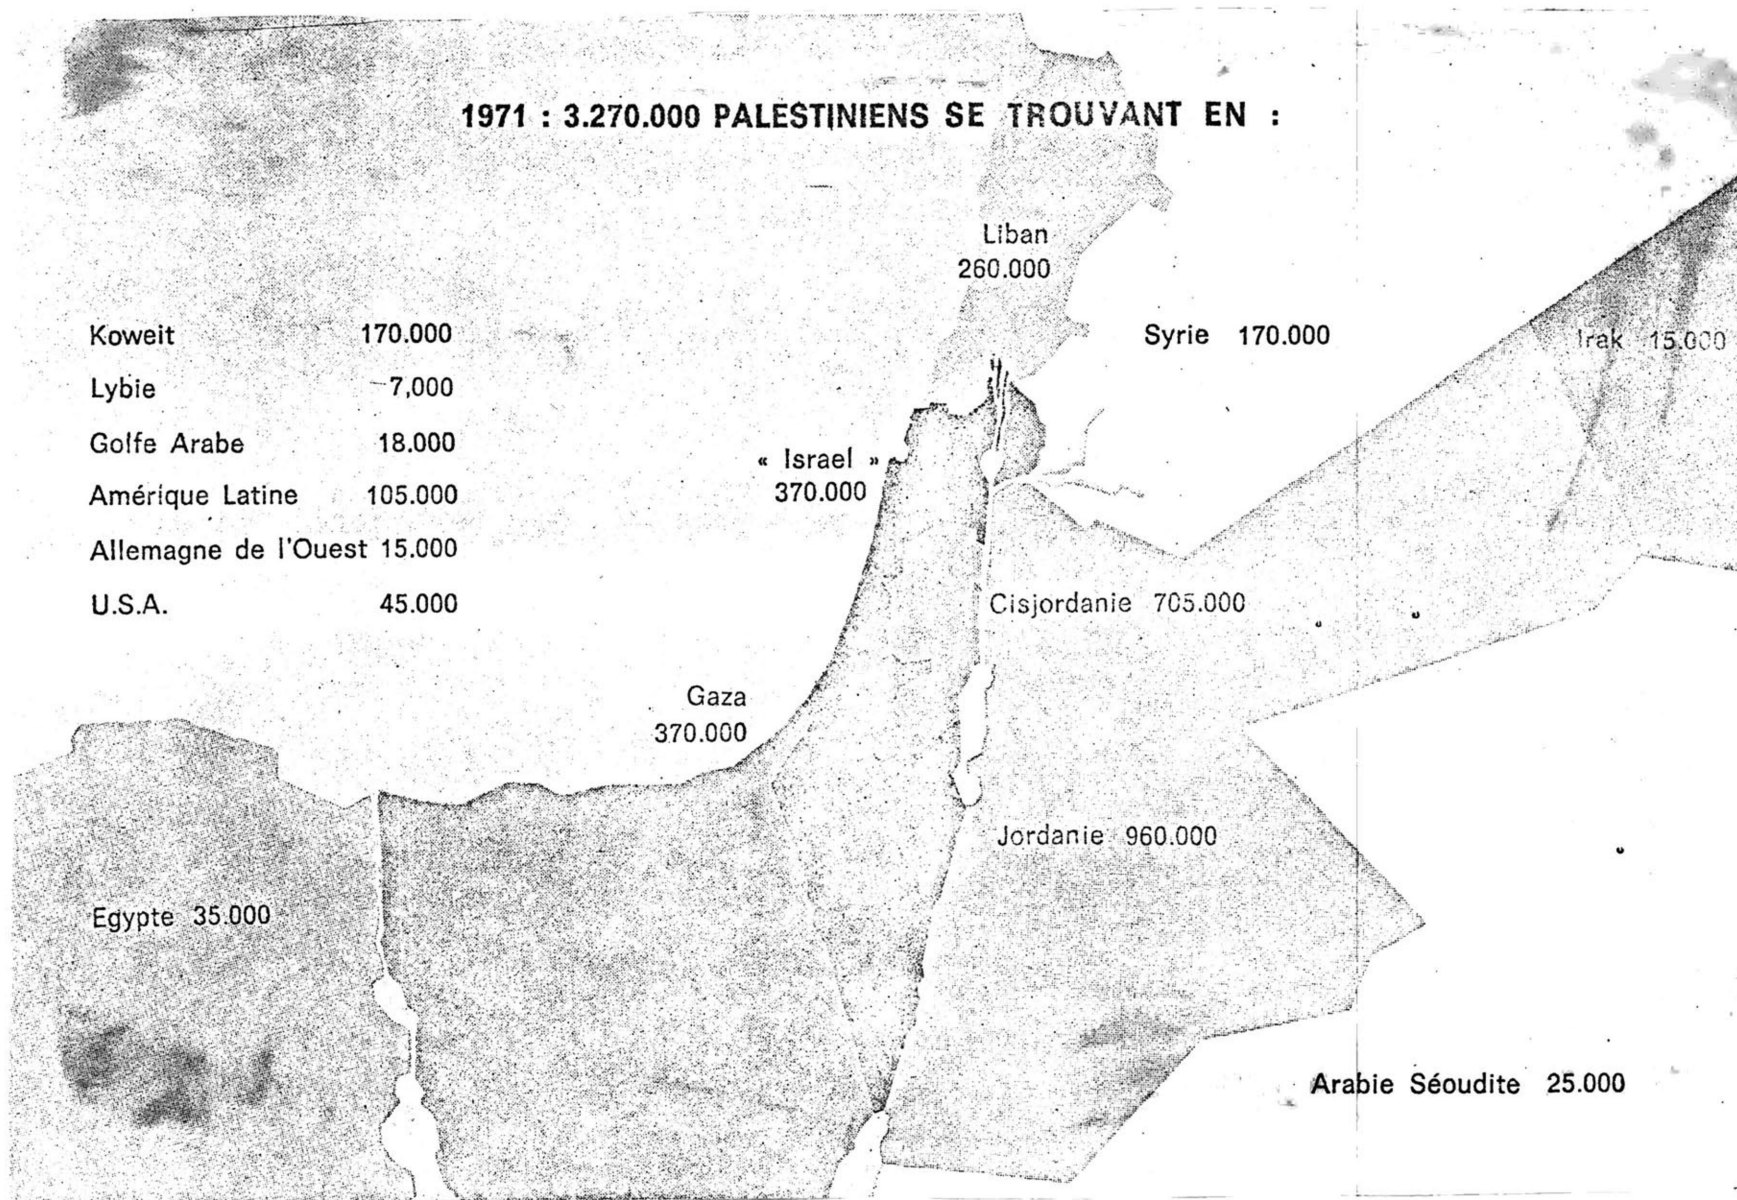 1971 : 3.270.000 PALESTINIENS SE TROUVANT EN :
Liban
260.000
Koweit 170.000
Syrie 170.000
Irak 15.000
Lybie 7,000
Golfe Arabe 18.000
« Israel »
370.000
Amérique Latine 105.000
Allemagne de l'Ouest 15.000
U.S.A. 45.000
Cisjordanie 705.000
Gaza
370.000
Jordanie 960.000
Egypte 35.000
Arabie Séoudite 25.000